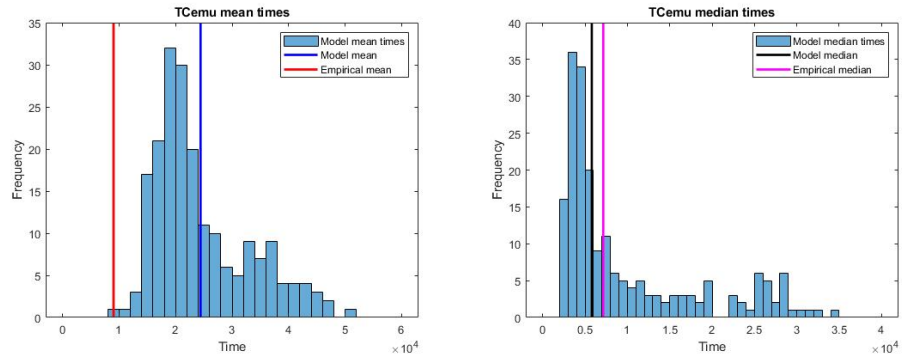 TCemu mean times
35
30
25
20
15
10
5
0
Frequency
0 1 2 3 4 5 6
Time
× 10^4
Model mean times
Model mean
Empirical mean
TCemu median times
40
35
30
25
20
15
10
5
0
Frequency
0 0.5 1 1.5 2 2.5 3 3.5 4
Time
× 10^4
Model median times
Model median
Empirical median